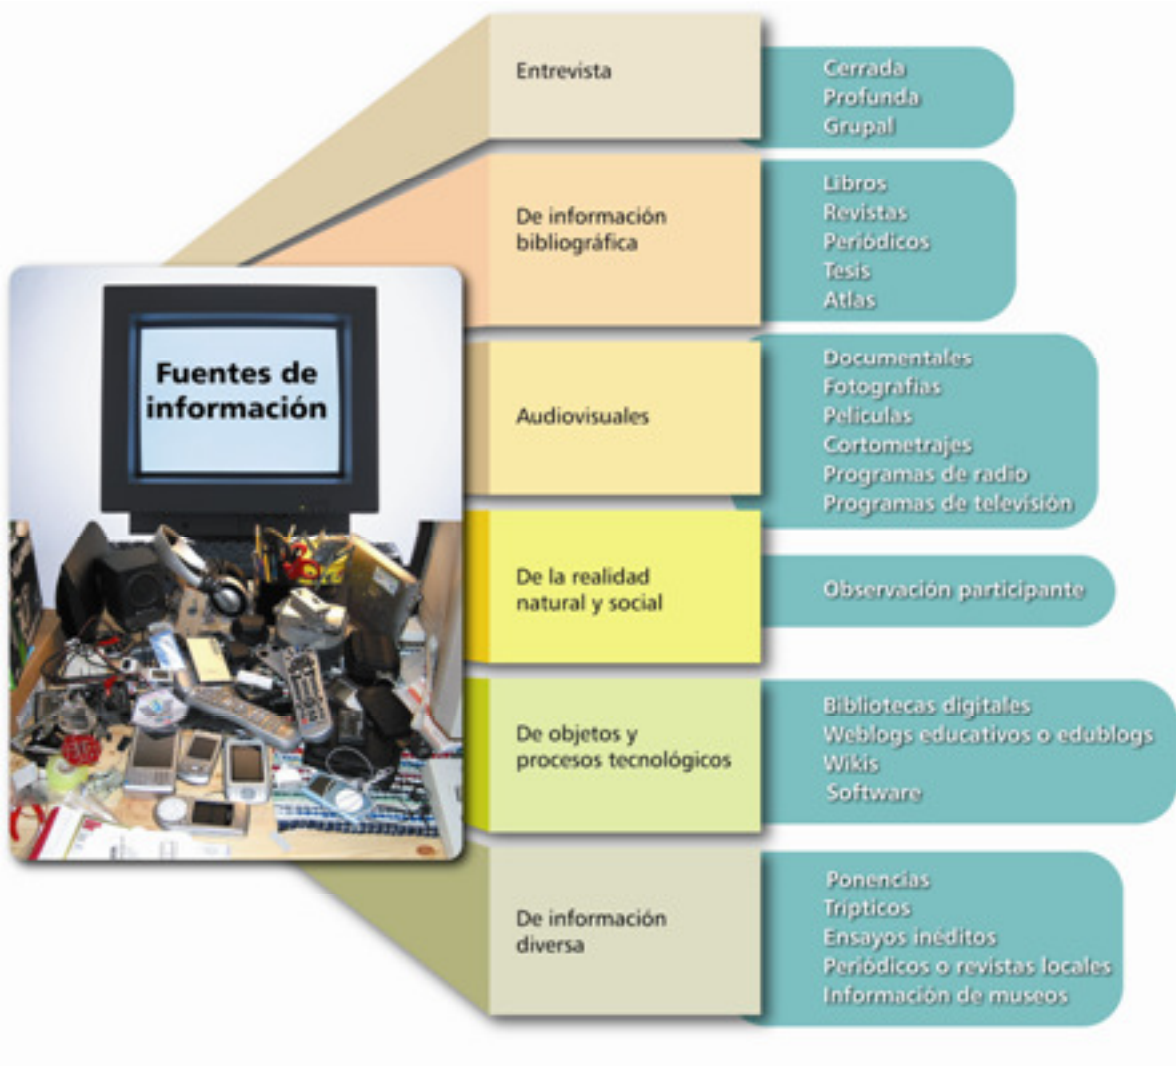 Fuentes de
información
Entrevista
Cerrada
Profunda
Grupal
De información
bibliográfica
Libros
Revistas
Periódicos
Tesis
Atlas
Audiovisuales
Documentales
Fotografías
Películas
Cortometrajes
Programas de radio
Programas de televisión
De la realidad
natural y social
Observación participante
De objetos y
procesos tecnológicos
Bibliotecas digitales
Weblogs educativos o edublogs
Wikis
Software
De información
diversa
Ponencias
Trípticos
Ensayos inéditos
Periódicos o revistas locales
Información de museos